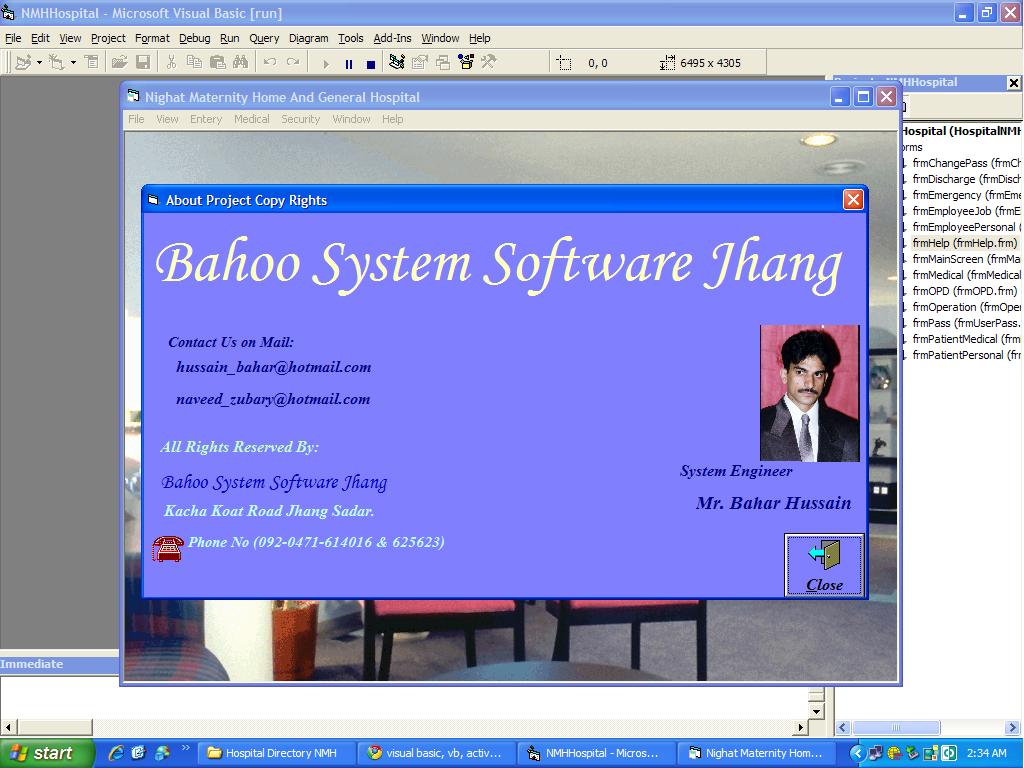 NMHHospital - Microsoft Visual Basic [run]
File Edit View Project Format Debug Run Query Diagram Tools Add-Ins Window Help
0, 0 6495 x 4305
NMHHospital
Nighat Maternity Home And General Hospital
File View Entery Medical Security Window Help
Hospital (HospitalNMH
orms
frmChangePass (frmCh
frmDischarge (frmDisch
frmEmergency (frmEme
frmEmployeeJob (frmE
frmEmployeePersonal (
frmHelp (frmHelp.frm)
frmMainScreen (frmMa
frmMedical (frmMedical
frmOPD (frmOPD.frm)
frmOperation (frmOper
frmPass (frmUserPass.
frmPatientMedical (frm
frmPatientPersonal (fr
About Project Copy Rights
Bahoo System Software Jhang
Contact Us on Mail:
hussain_bahar@hotmail.com
naveed_zubary@hotmail.com
All Rights Reserved By:
Bahoo System Software Jhang
Kacha Koat Road Jhang Sadar.
Phone No (092-0471-614016 & 625623)
System Engineer
Mr. Bahar Hussain
Close
Immediate
start Hospital Directory NMH visual basic, vb, activ... NMHHospital - Micros... Nighat Maternity Hom... 2:34 AM